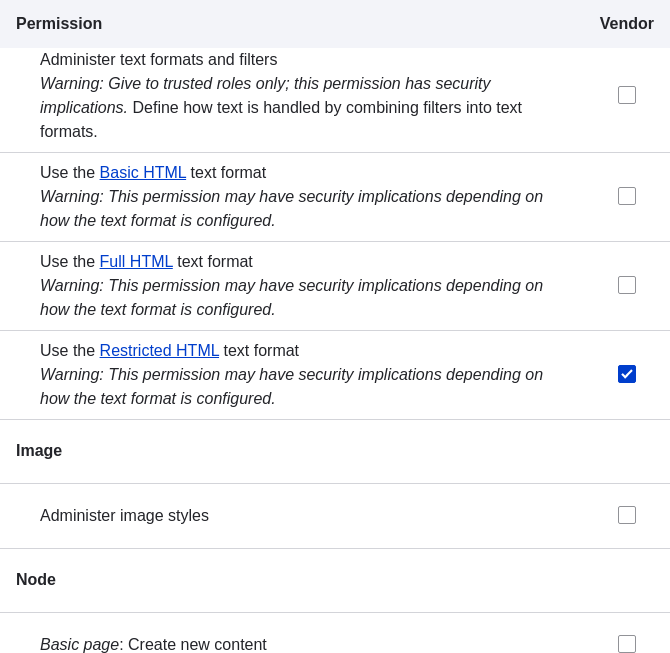 Permission Vendor
Administer text formats and filters
Warning: Give to trusted roles only; this permission has security
implications. Define how text is handled by combining filters into text
formats.
Use the Basic HTML text format
Warning: This permission may have security implications depending on
how the text format is configured.
Use the Full HTML text format
Warning: This permission may have security implications depending on
how the text format is configured.
Use the Restricted HTML text format
Warning: This permission may have security implications depending on
how the text format is configured.
Image
Administer image styles
Node
Basic page: Create new content